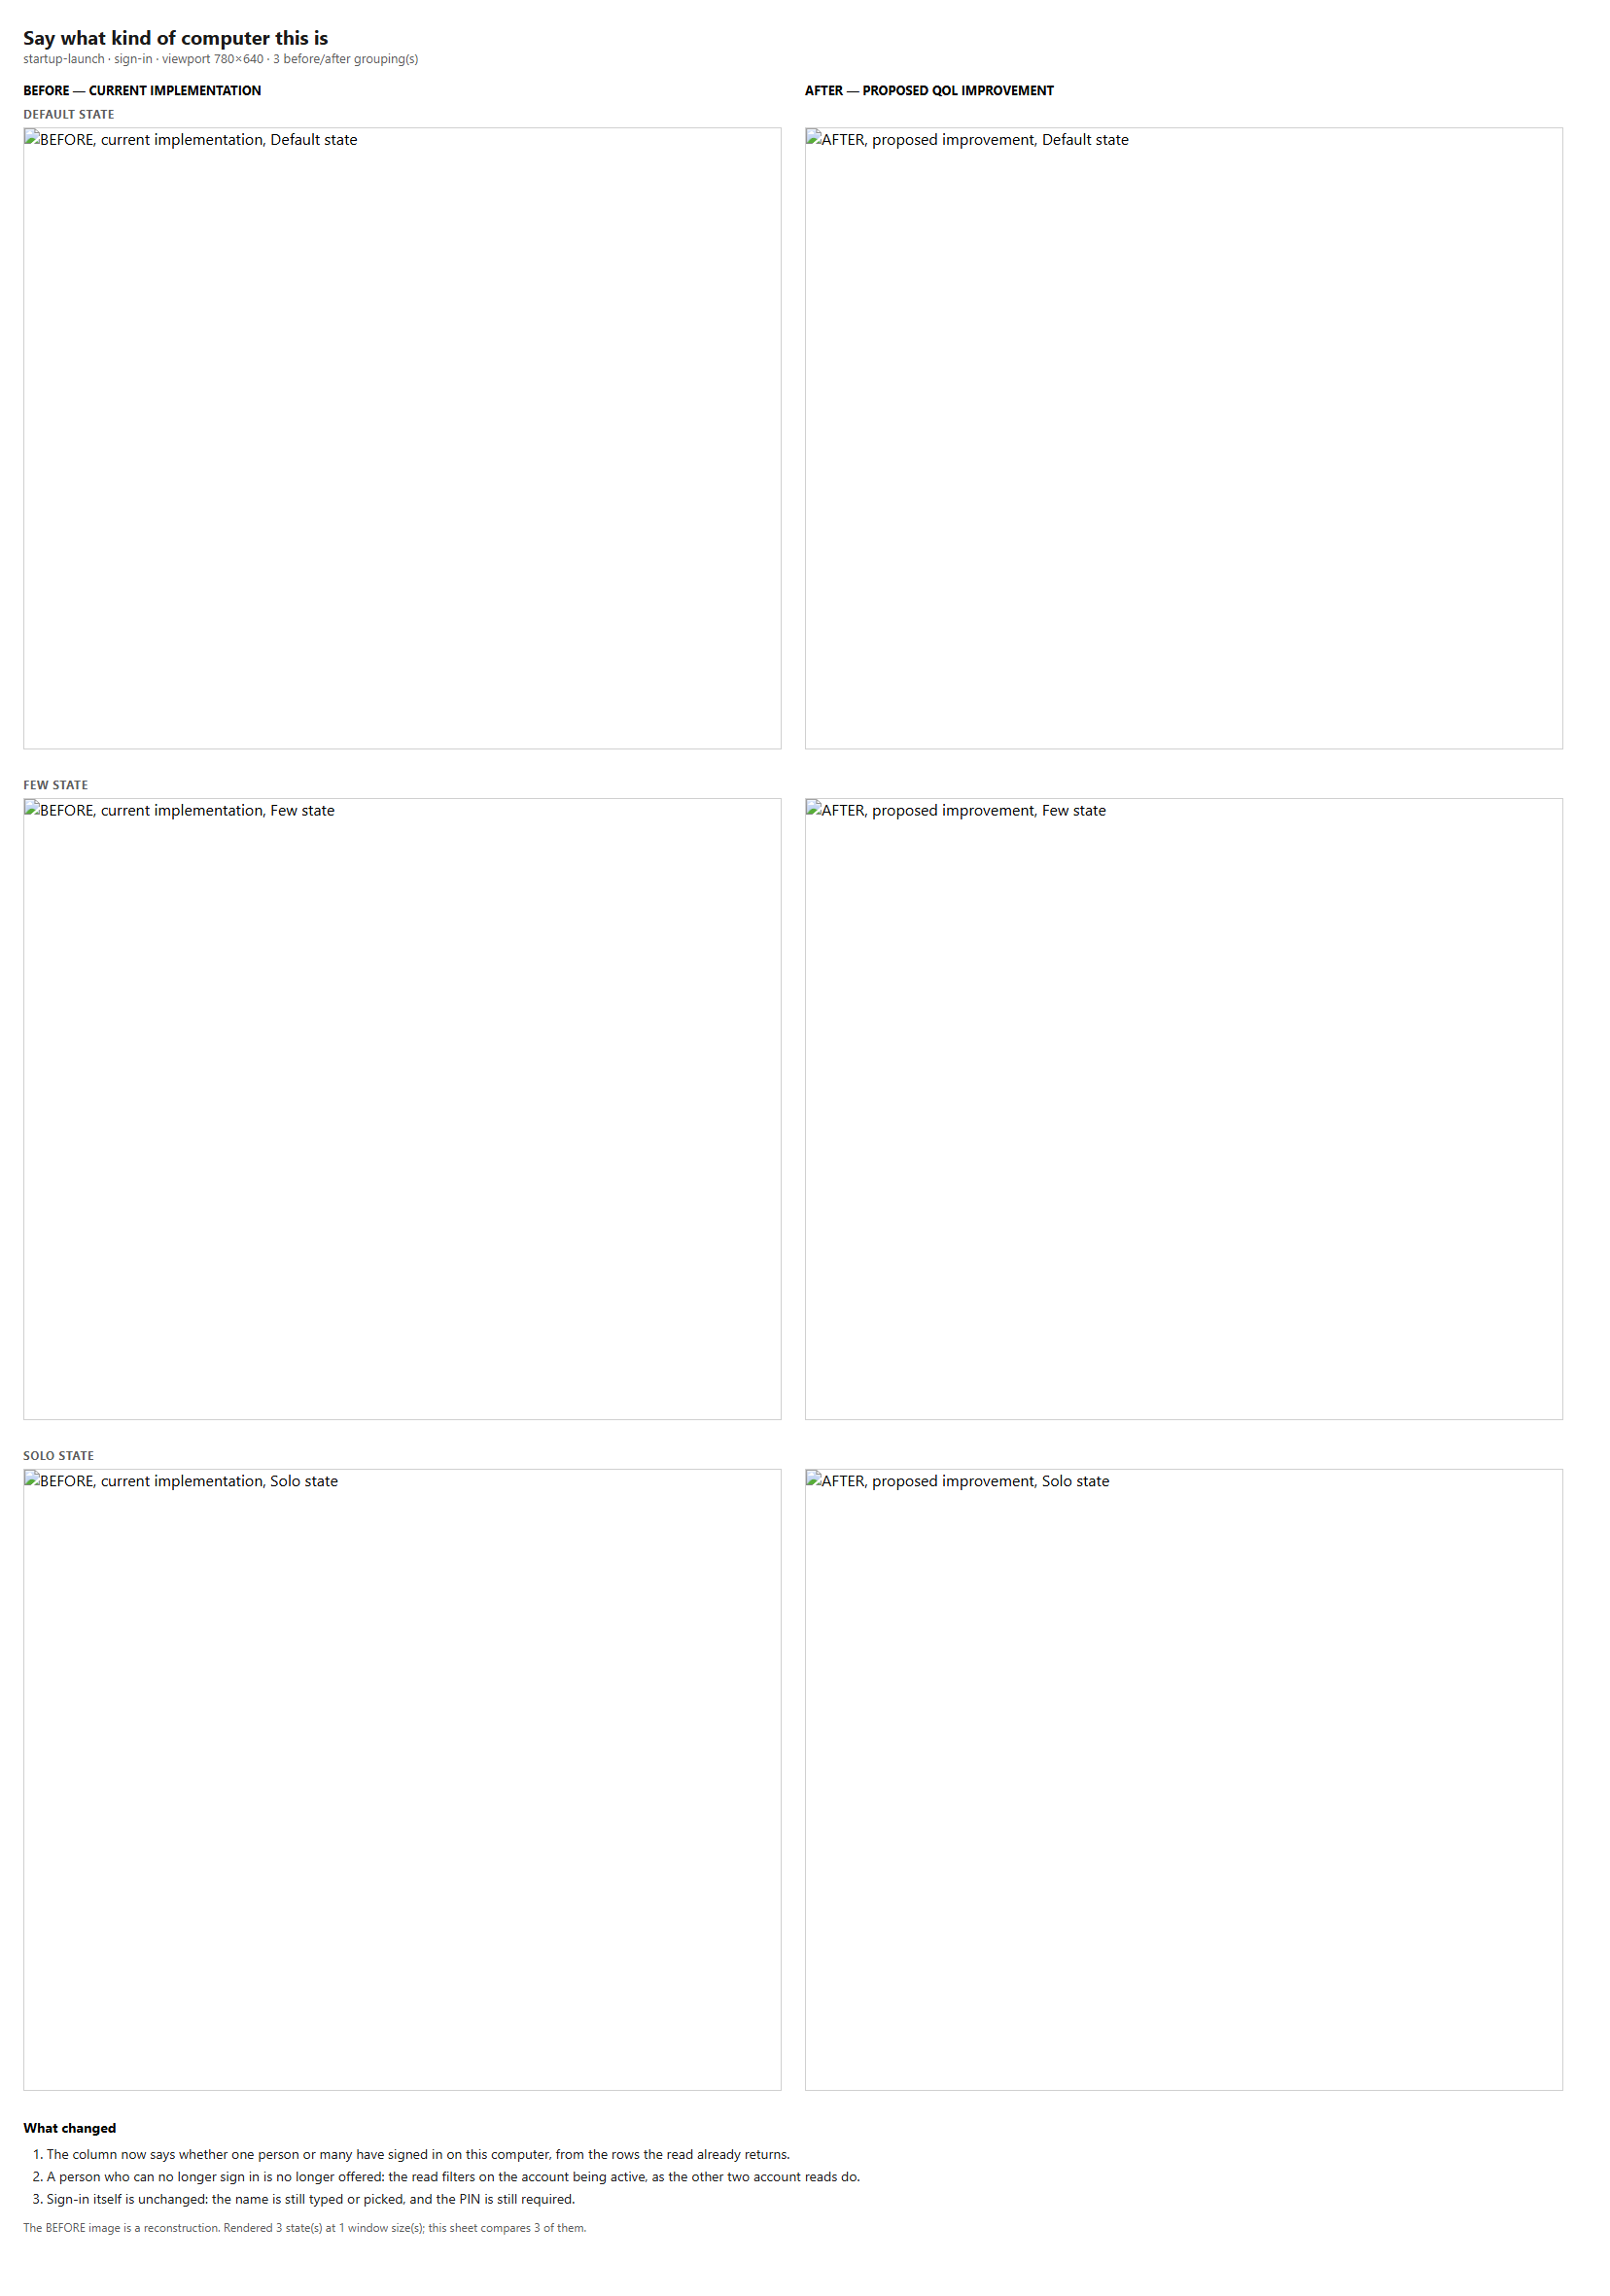 Say what kind of computer this is
startup-launch · sign-in · viewport 780×640 · 3 before/after grouping(s)
BEFORE — CURRENT IMPLEMENTATION
AFTER — PROPOSED QOL IMPROVEMENT
DEFAULT STATE
BEFORE, current implementation, Default state
AFTER, proposed improvement, Default state
FEW STATE
BEFORE, current implementation, Few state
AFTER, proposed improvement, Few state
SOLO STATE
BEFORE, current implementation, Solo state
AFTER, proposed improvement, Solo state
What changed
1. The column now says whether one person or many have signed in on this computer, from the rows the read already returns.
2. A person who can no longer sign in is no longer offered: the read filters on the account being active, as the other two account reads do.
3. Sign-in itself is unchanged: the name is still typed or picked, and the PIN is still required.
The BEFORE image is a reconstruction. Rendered 3 state(s) at 1 window size(s); this sheet compares 3 of them.